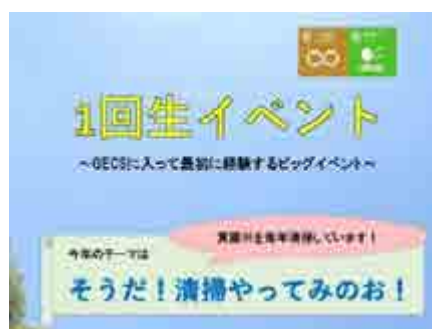 1回生イベント
~GECSに入って最初に経験するビッグイベント~
を毎年清掃しています!
今年のテーマは
そうだ!清掃やってみのお!